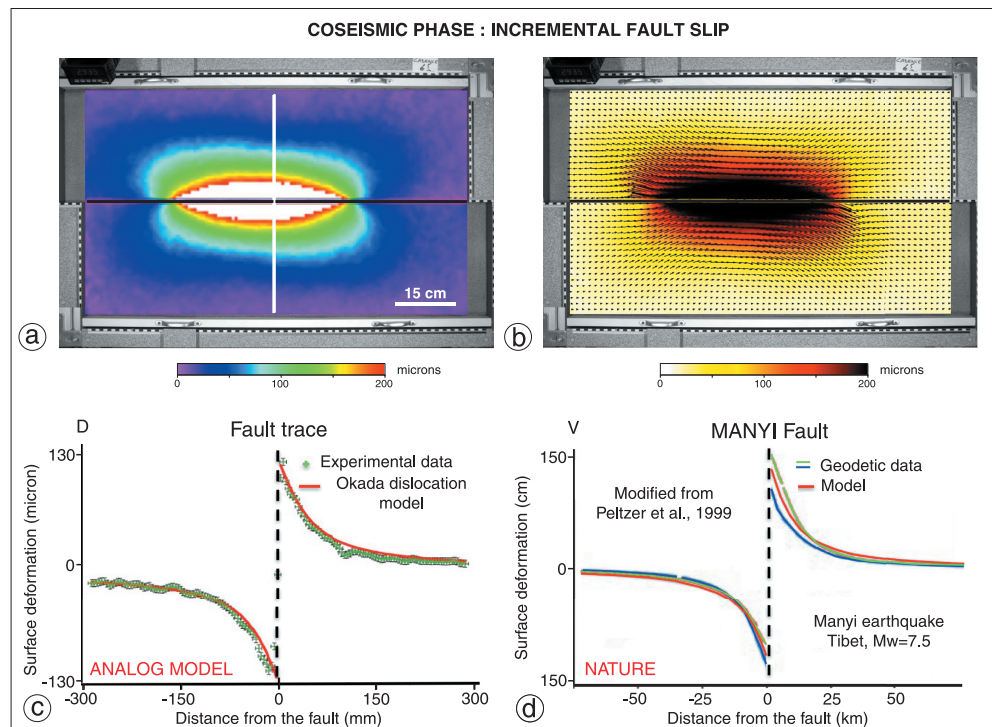 COSEISMIC PHASE : INCREMENTAL FAULT SLIP
15 cm
a
b
0 100 200 microns
0 100 200 microns
D Fault trace
V MANYI Fault
130
0
-130
Surface deformation (micron)
Experimental data
Okada dislocation
model
ANALOG MODEL
-300 -150 0 150 300
Distance from the fault (mm)
c
150
0
150
Surface deformation (cm)
Modified from
Peltzer et al., 1999
Geodetic data
Model
Manyi earthquake
Tibet, Mw=7.5
NATURE
-50 -25 0 25 50
Distance from the fault (km)
d